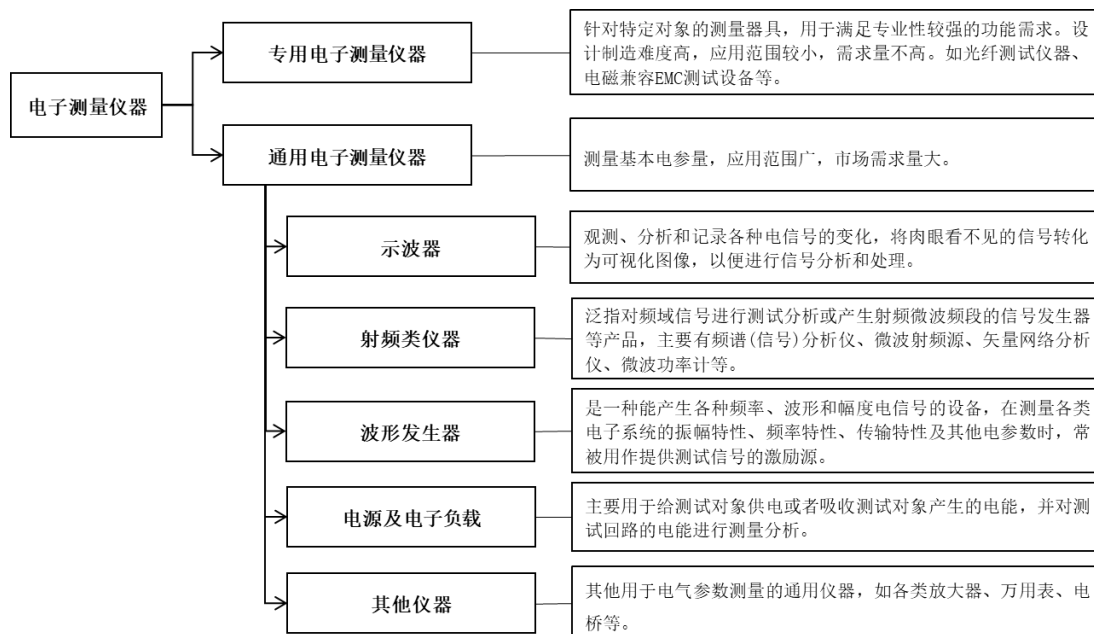 电子测量仪器
专用电子测量仪器
针对特定对象的测量器具，用于满足专业性较强的功能需求。设
计制造难度高，应用范围较小，需求量不高。如光纤测试仪器、
电磁兼容EMC测试设备等。
通用电子测量仪器
测量基本电参量，应用范围广，市场需求量大。
示波器
观测、分析和记录各种电信号的变化，将肉眼看不见的信号转化
为可视化图像，以便进行信号分析和处理。
射频类仪器
泛指对频域信号进行测试分析或产生射频微波频段的信号发生器
等产品，主要有频谱(信号)分析仪、微波射频源、矢量网络分析
仪、微波功率计等。
波形发生器
是一种能产生各种频率、波形和幅度电信号的设备，在测量各类
电子系统的振幅特性、频率特性、传输特性及其他电参数时，常
被用作提供测试信号的激励源。
电源及电子负载
主要用于给测试对象供电或者吸收测试对象产生的电能，并对测
试回路的电能进行测量分析。
其他仪器
其他用于电气参数测量的通用仪器，如各类放大器、万用表、电
桥等。